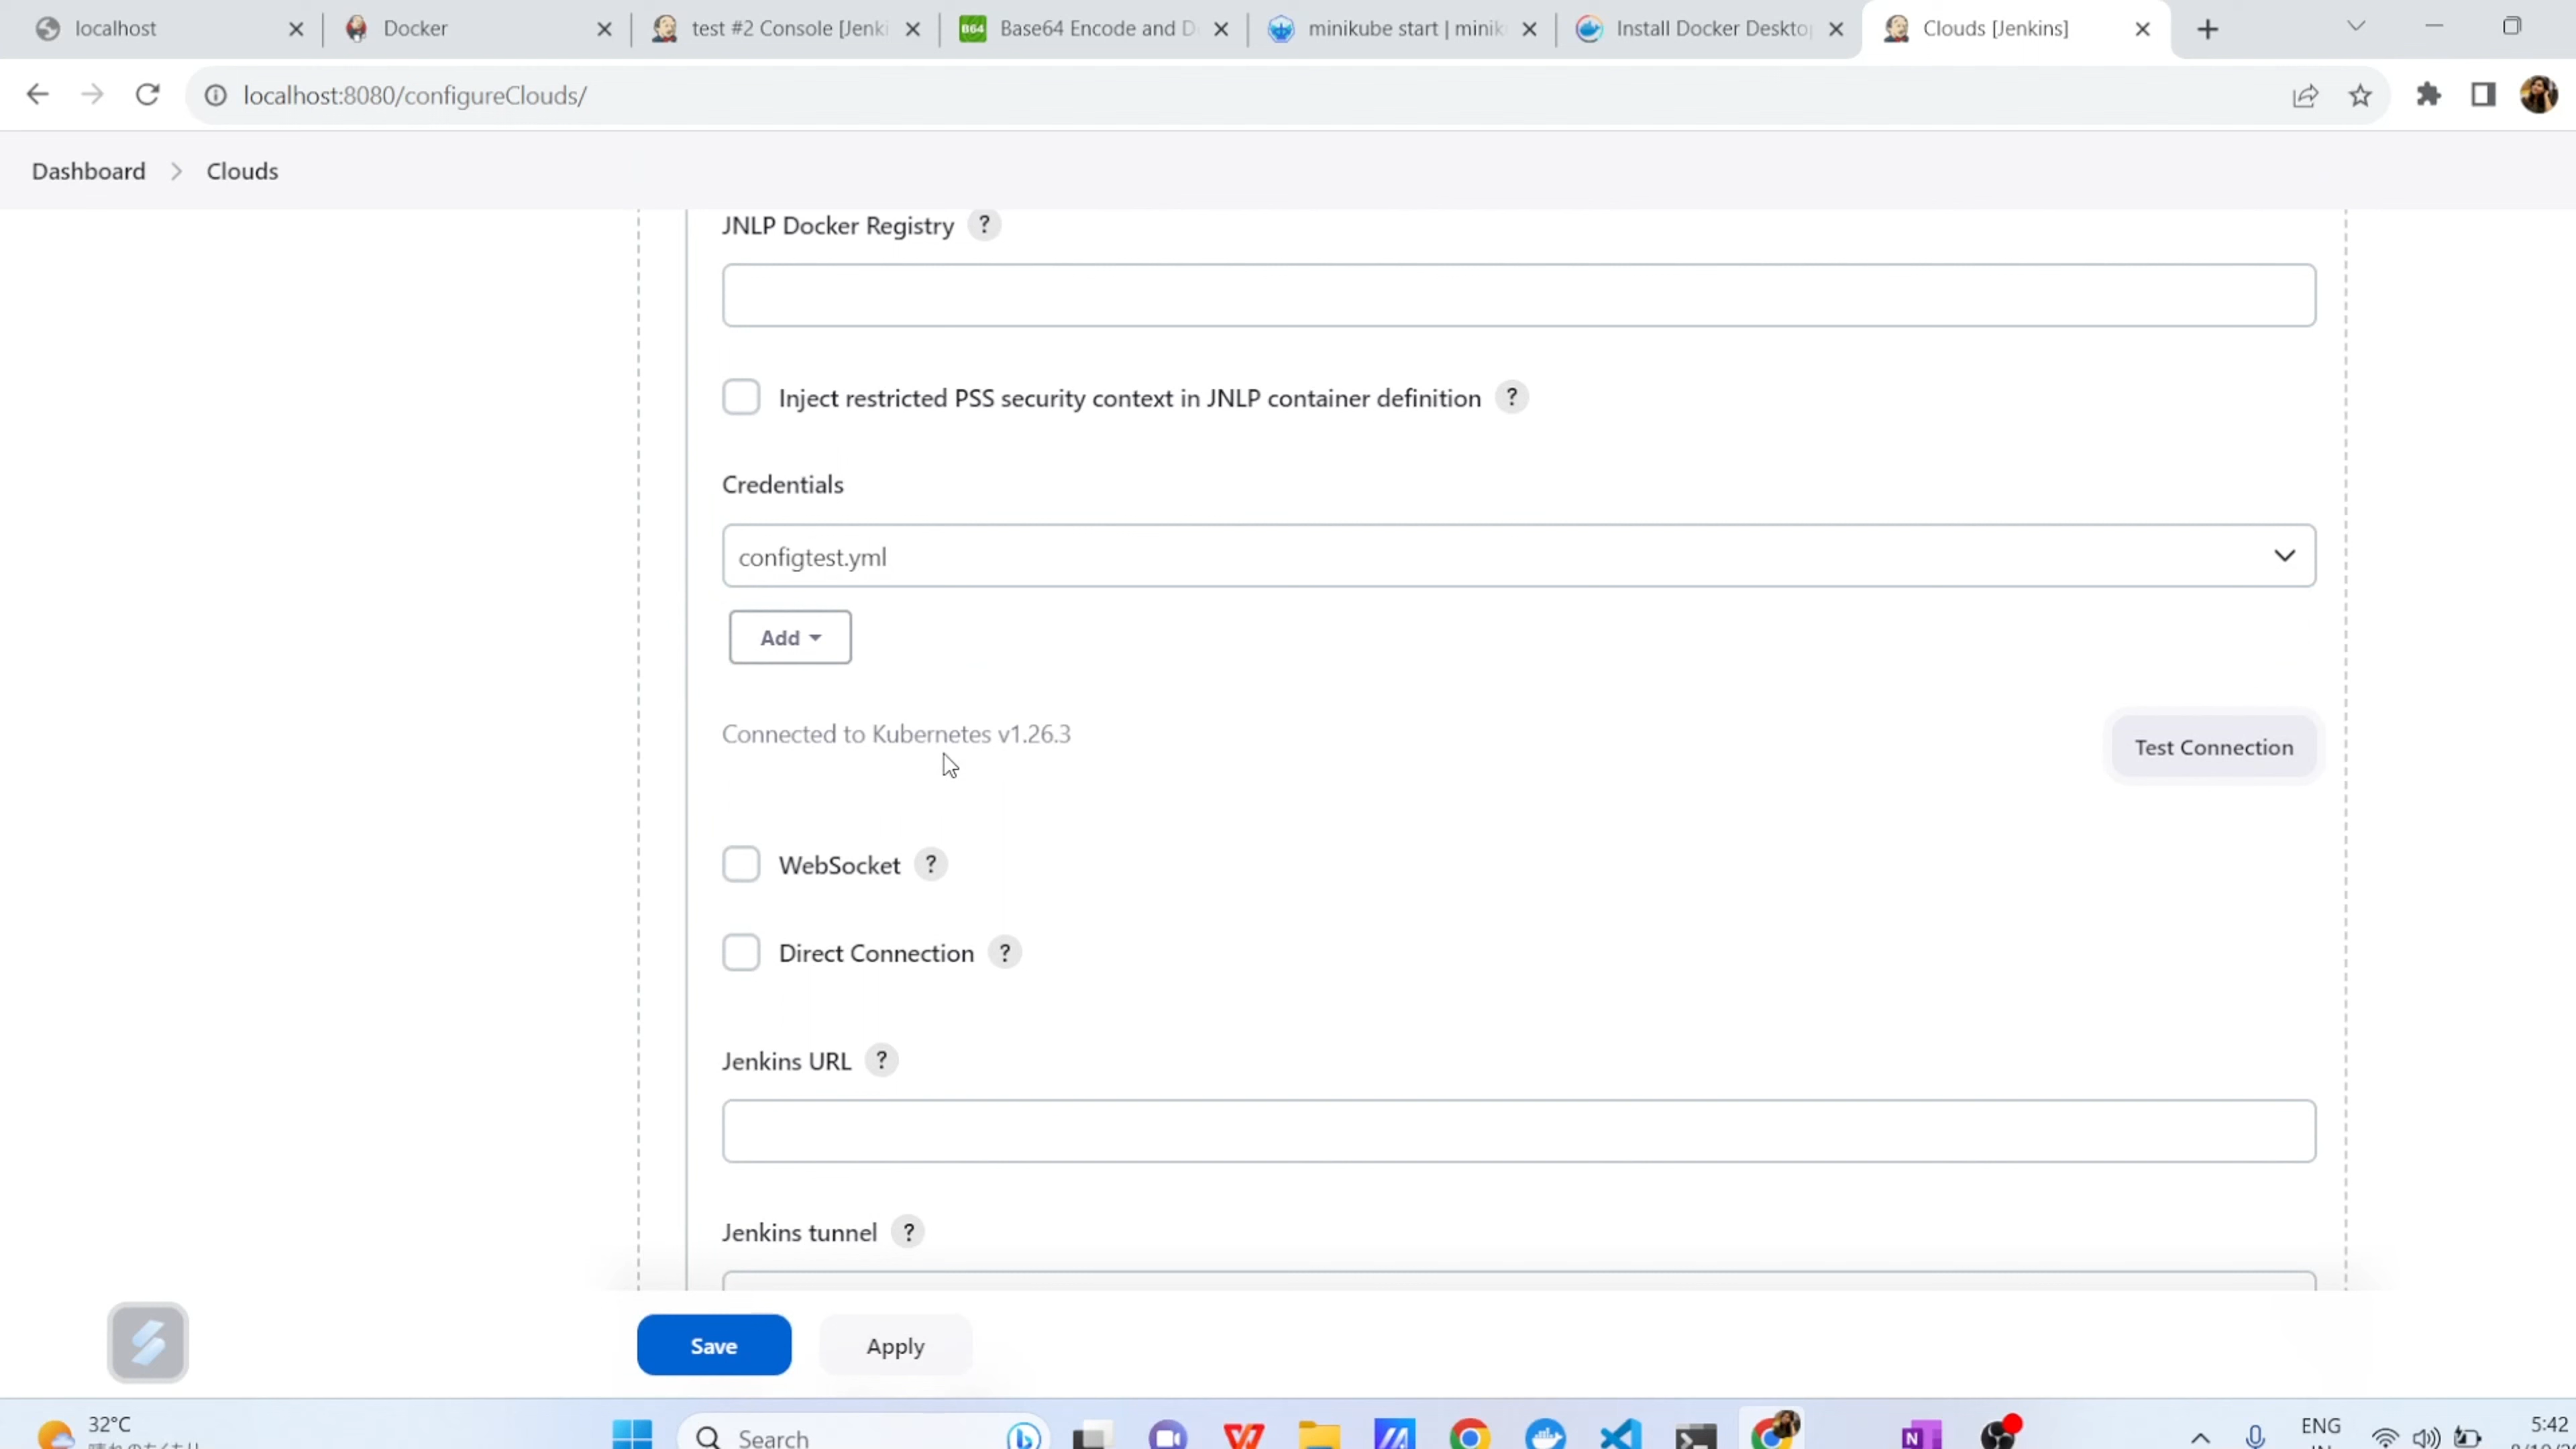 localhost
Docker
test #2 Console [Jenki
B64
Base64 Encode and D
minikube start | minik
Install Docker Deskto
Clouds [Jenkins]
localhost:8080/configureClouds/
Dashboard
Clouds
JNLP Docker Registry ?
Inject restricted PSS security context in JNLP container definition ?
Credentials
configtest.yml
Add
Connected to Kubernetes v1.26.3
Test Connection
WebSocket ?
Direct Connection ?
Jenkins URL ?
Jenkins tunnel ?
Save
Apply
32°C
Search
ENG
5:42